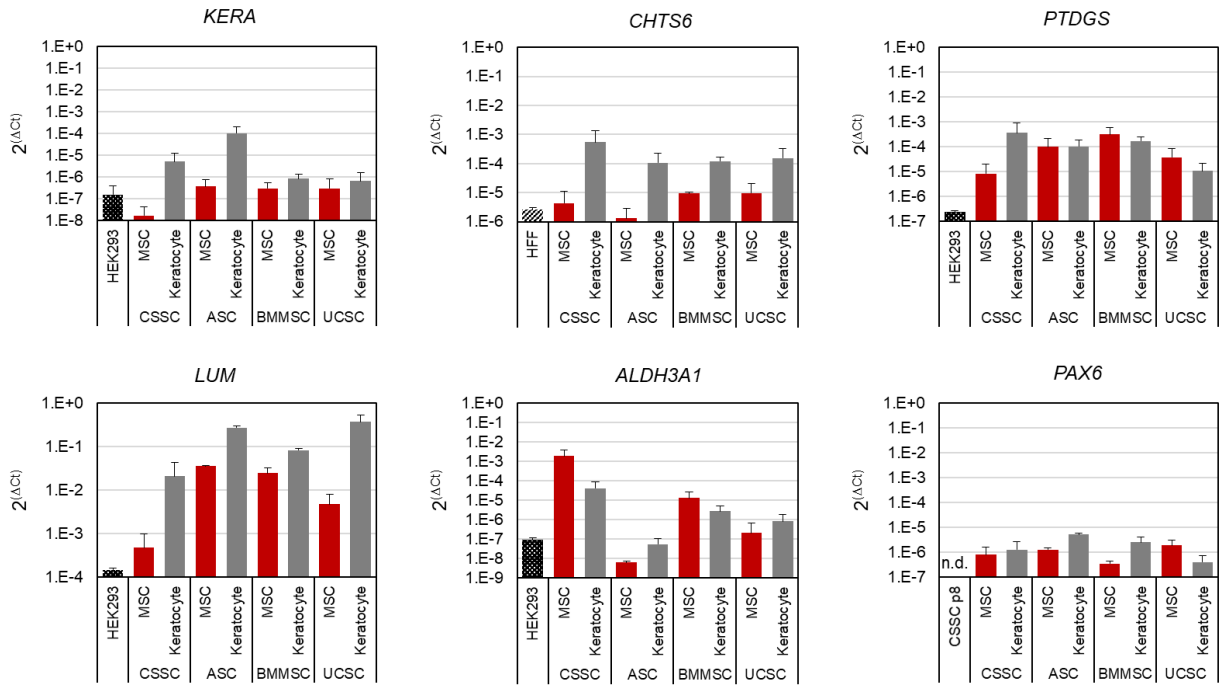 KERA
2(ΔCt)
1.E+0
1.E-1
1.E-2
1.E-3
1.E-4
1.E-5
1.E-6
1.E-7
1.E-8
HEK293
MSC
Keratocyte
MSC
Keratocyte
MSC
Keratocyte
MSC
Keratocyte
CSSC
ASC
BMMSC
UCSC
CHTS6
2(ΔCt)
1.E+0
1.E-1
1.E-2
1.E-3
1.E-4
1.E-5
1.E-6
HFF
MSC
Keratocyte
MSC
Keratocyte
MSC
Keratocyte
MSC
Keratocyte
CSSC
ASC
BMMSC
UCSC
PTDGS
2(ΔCt)
1.E+0
1.E-1
1.E-2
1.E-3
1.E-4
1.E-5
1.E-6
1.E-7
HEK293
MSC
Keratocyte
MSC
Keratocyte
MSC
Keratocyte
MSC
Keratocyte
CSSC
ASC
BMMSC
UCSC
LUM
2(ΔCt)
1.E+0
1.E-1
1.E-2
1.E-3
1.E-4
HEK293
MSC
Keratocyte
MSC
Keratocyte
MSC
Keratocyte
MSC
Keratocyte
CSSC
ASC
BMMSC
UCSC
ALDH3A1
2(ΔCt)
1.E+0
1.E-1
1.E-2
1.E-3
1.E-4
1.E-5
1.E-6
1.E-7
1.E-8
1.E-9
HEK293
MSC
Keratocyte
MSC
Keratocyte
MSC
Keratocyte
MSC
Keratocyte
CSSC
ASC
BMMSC
UCSC
PAX6
2(ΔCt)
1.E+0
1.E-1
1.E-2
1.E-3
1.E-4
1.E-5
1.E-6
1.E-7
n.d.
CSSC p8
MSC
Keratocyte
MSC
Keratocyte
MSC
Keratocyte
MSC
Keratocyte
CSSC
ASC
BMMSC
UCSC